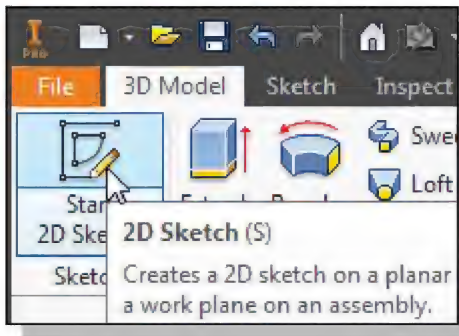 PRO
File 3D Model Sketch Inspect
Swe
Loft
Star
2D Ske
Sketc
2D Sketch (S)
Creates a 2D sketch on a planar
a work plane on an assembly.